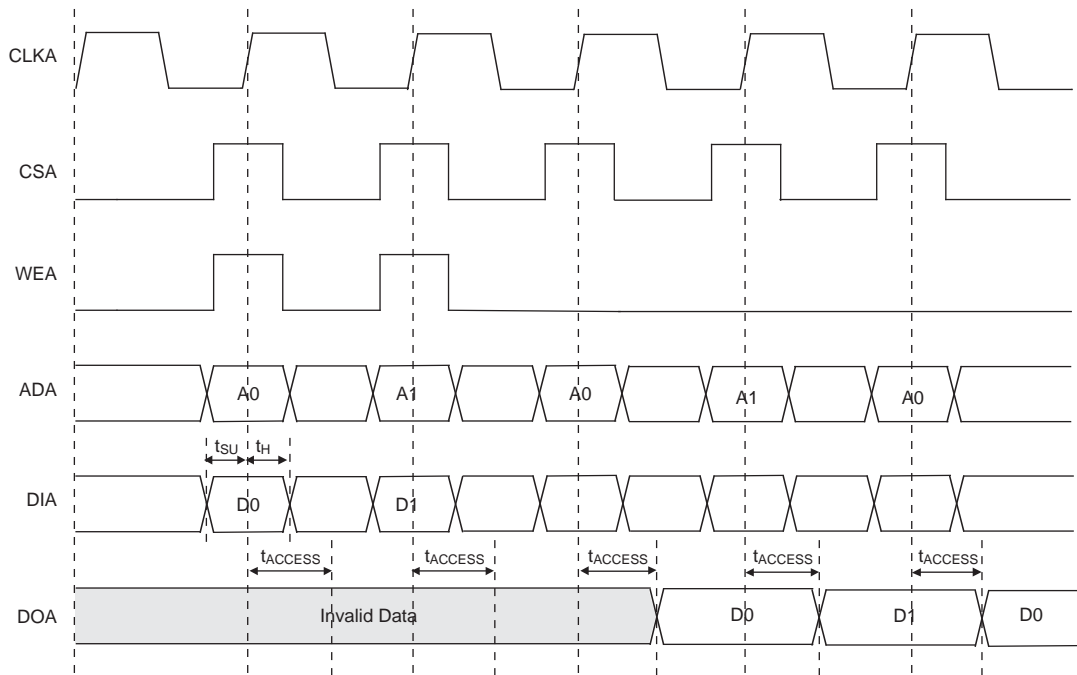 CLKA
CSA
WEA
ADA A0 A1 A0 A1 A0
tSU tH
DIA D0 D1
tACCESS tACCESS tACCESS tACCESS tACCESS
DOA Invalid Data D0 D1 D0